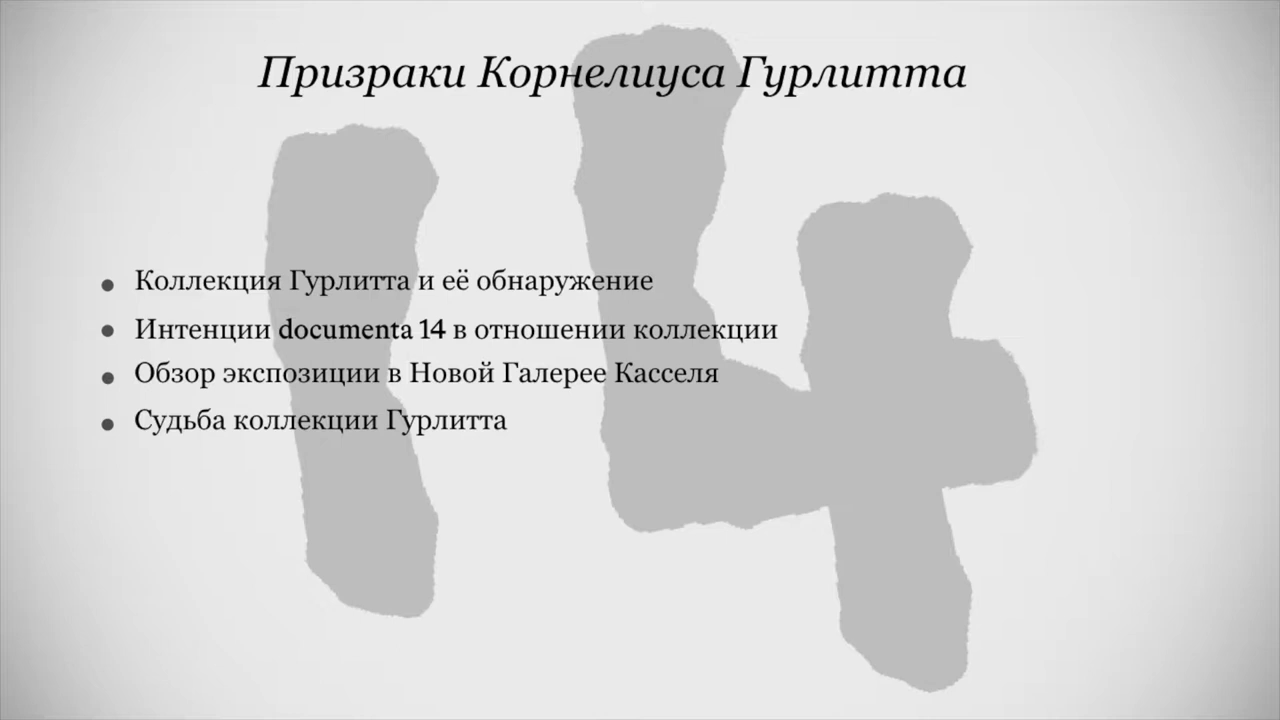 Призраки Корнелиуса Гурлитта
Коллекция Гурлитта и её обнаружение
Интенции documenta 14 в отношении коллекции
Обзор экспозиции в Новой Галерее Касселя
Судьба коллекции Гурлитта
14